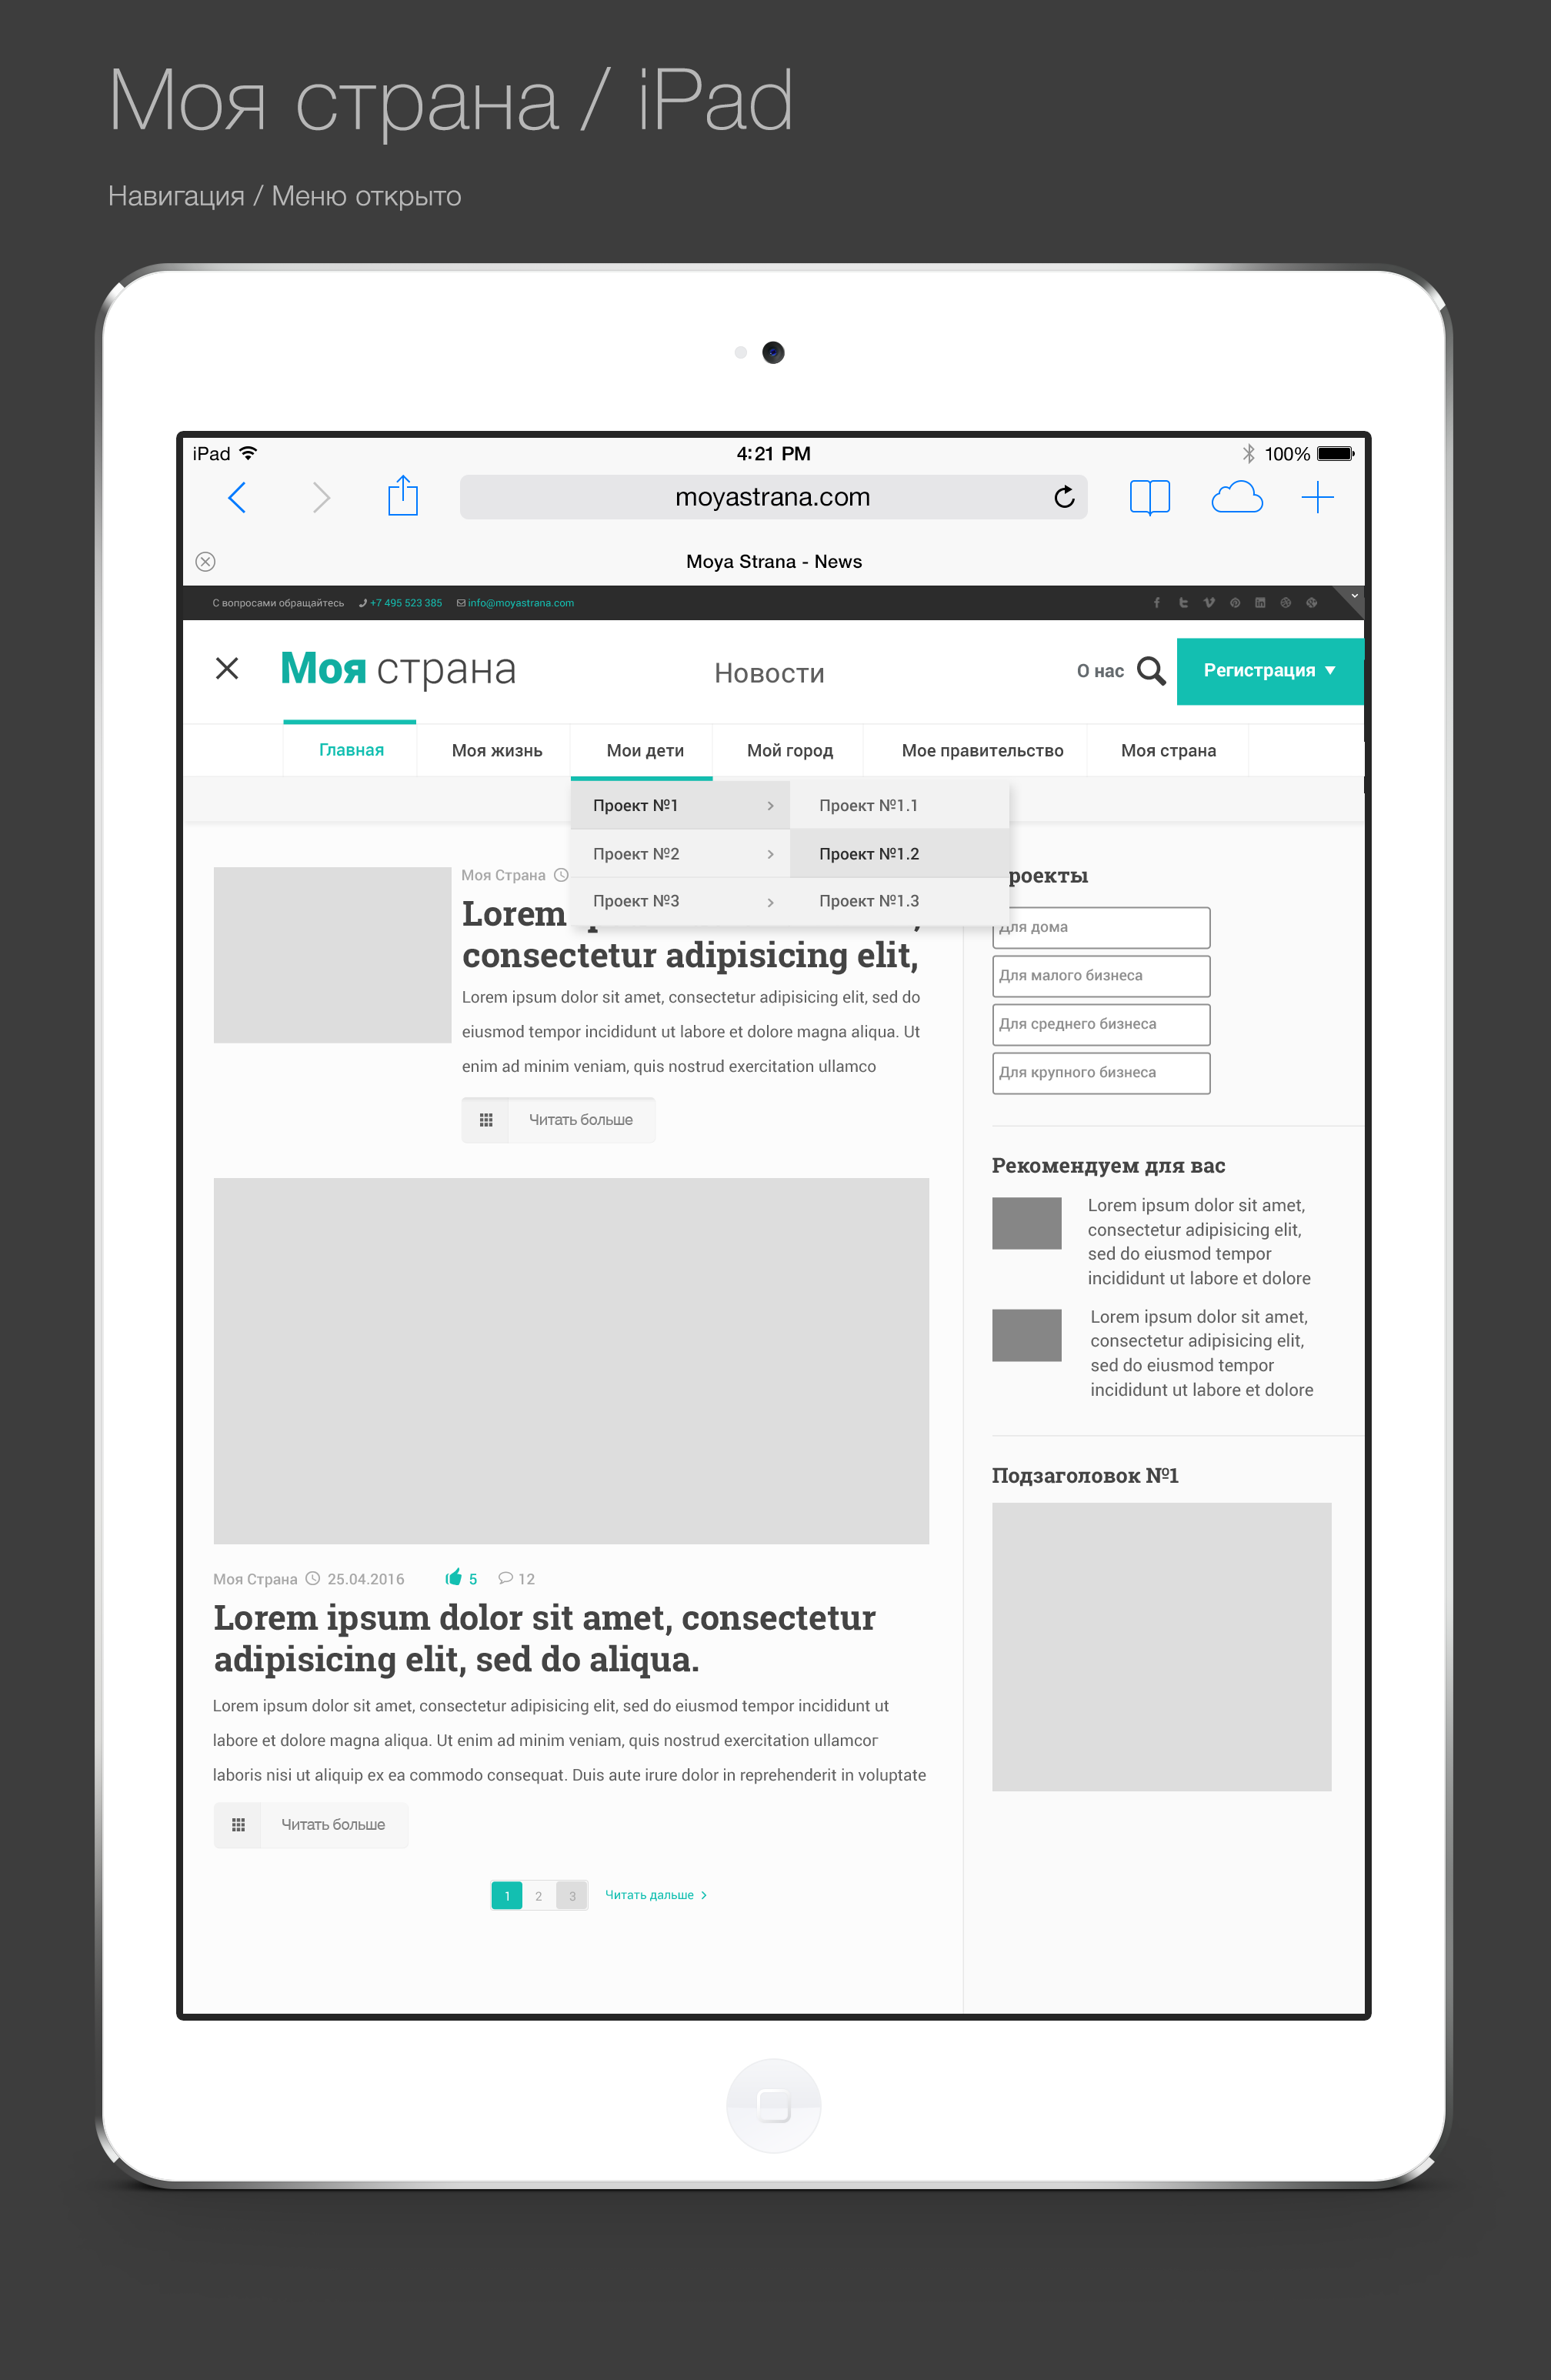 Моя страна / iPad
Навигация / Меню открыто
iPad
4:21 PM
100%
moyastrana.com
Moya Strana - News
С вопросами обращайтесь +7 495 523 385 info@moyastrana.com
Моя страна
Новости
О нас
Регистрация
Главная
Моя жизнь
Мои дети
Мой город
Мое правительство
Моя страна
Проект №1
Проект №2
Проект №3
Проект №1.1
Проект №1.2
Проект №1.3
Моя Страна
Lorem
consectetur adipisicing elit,
Lorem ipsum dolor sit amet, consectetur adipisicing elit, sed do
eiusmod tempor incididunt ut labore et dolore magna aliqua. Ut
enim ad minim veniam, quis nostrud exercitation ullamco
Читать больше
Моя Страна 25.04.2016 5 12
Lorem ipsum dolor sit amet, consectetur
adipisicing elit, sed do aliqua.
Lorem ipsum dolor sit amet, consectetur adipisicing elit, sed do eiusmod tempor incididunt ut
labore et dolore magna aliqua. Ut enim ad minim veniam, quis nostrud exercitation ullamcor
laboris nisi ut aliquip ex ea commodo consequat. Duis aute irure dolor in reprehenderit in voluptate
Читать больше
1 2 3 Читать дальше
роекты
Для дома
Для малого бизнеса
Для среднего бизнеса
Для крупного бизнеса
Рекомендуем для вас
Lorem ipsum dolor sit amet,
consectetur adipisicing elit,
sed do eiusmod tempor
incididunt ut labore et dolore
Lorem ipsum dolor sit amet,
consectetur adipisicing elit,
sed do eiusmod tempor
incididunt ut labore et dolore
Подзаголовок №1